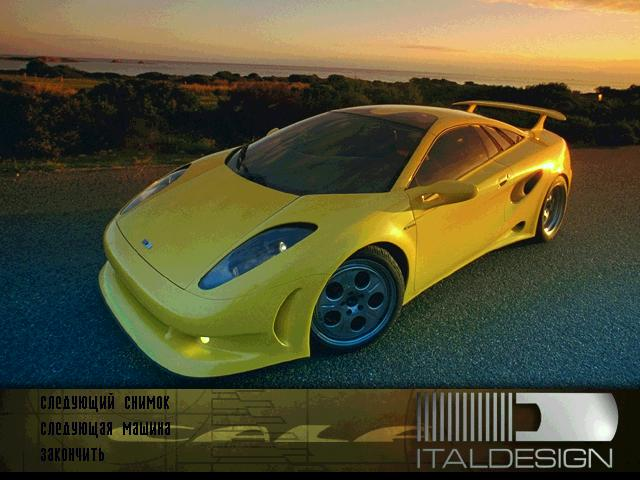 следующий снимок
следующая машина
закончить
ITALDESIGN